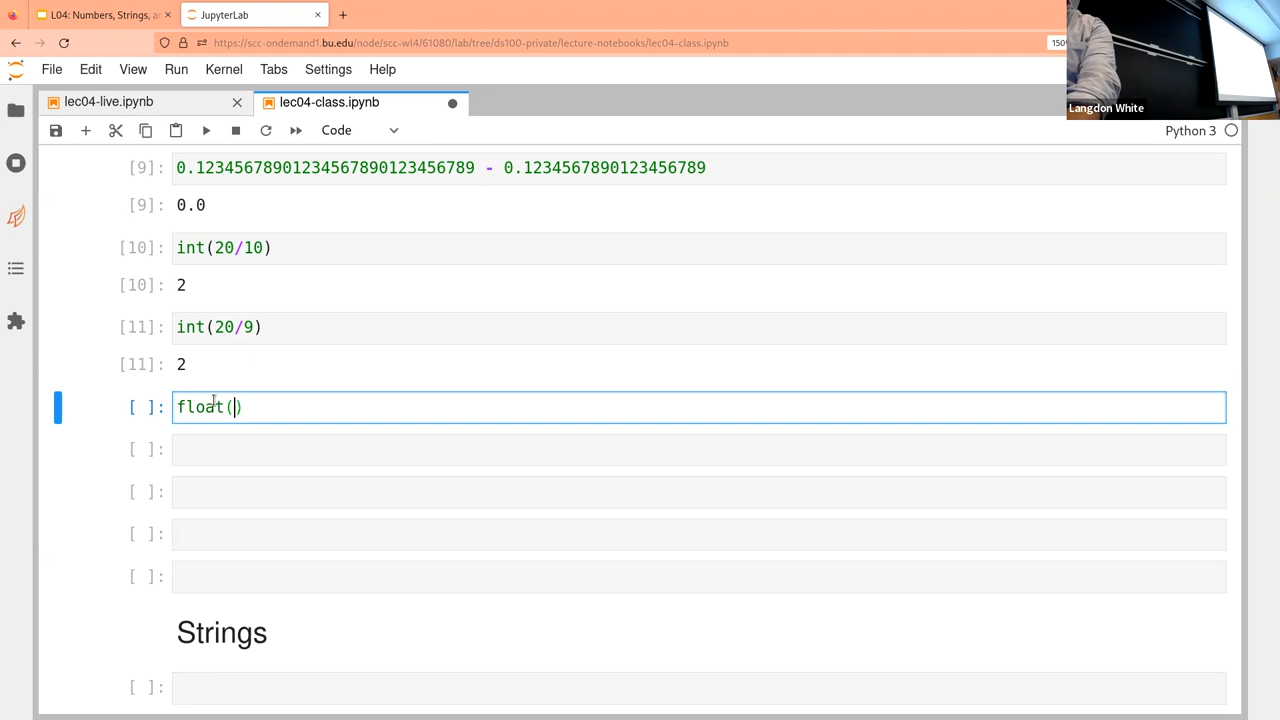 L04: Numbers, Strings, a
JupyterLab
https://scc-ondemand1.bu.edu/node/scc-wl4/61080/lab/tree/ds100-private/lecture-notebooks/lec04-class.ipynb
150%
Langdon White
File Edit View Run Kernel Tabs Settings Help
lec04-live.ipynb
lec04-class.ipynb
Code
Python 3
[9]: 0.12345678901234567890123456789 - 0.1234567890123456789
[9]: 0.0
[10]: int(20/10)
[10]: 2
[11]: int(20/9)
[11]: 2
[ ]: float()
[ ]:
[ ]:
[ ]:
[ ]:
Strings
[ ]: